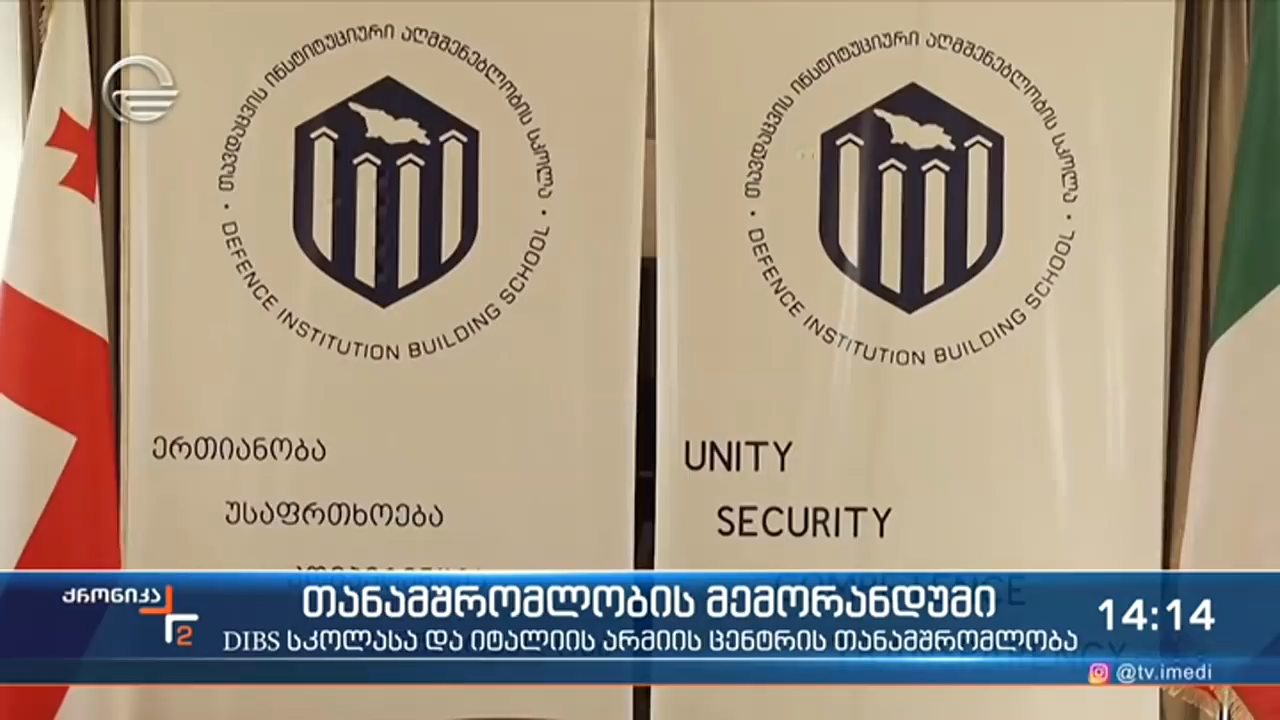 თავდაცვის ინსტიტუციური აღმშენებლობის სკოლა
DEFENCE INSTITUTION BUILDING SCHOOL
ერთიანობა
უსაფრთხოება
თავდაცვის ინსტიტუციური აღმშენებლობის სკოლა
DEFENCE INSTITUTION BUILDING SCHOOL
UNITY
SECURITY
ქრონიკა
2
თანამშრომლობის მემორანდუმი
DIBS სკოლასა და იტალიის არმიის ცენტრის თანამშრომლობა
14:14
@tv.imedi